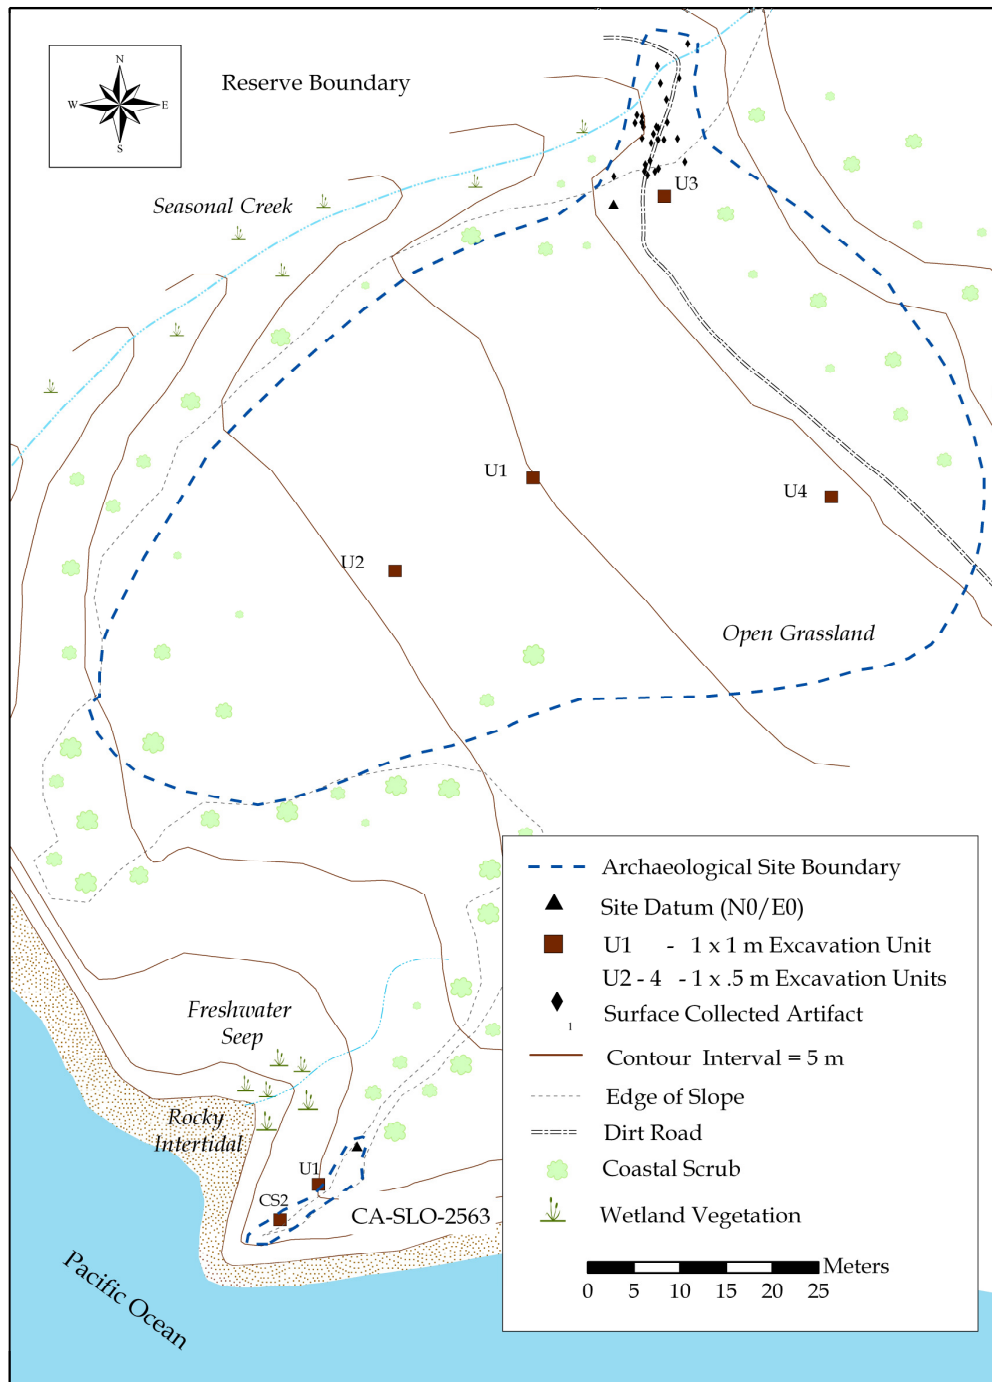 N
W E
S
Reserve Boundary
Seasonal Creek
U3
U1
U4
U2
Open Grassland
Freshwater
Seep
Rocky
Intertidal
U1
CS2
CA-SLO-2563
Pacific Ocean
Archaeological Site Boundary
Site Datum (N0/E0)
U1 - 1 x 1 m Excavation Unit
U2 - 4 - 1 x .5 m Excavation Units
Surface Collected Artifact
1
Contour Interval = 5 m
Edge of Slope
Dirt Road
Coastal Scrub
Wetland Vegetation
Meters
0 5 10 15 20 25